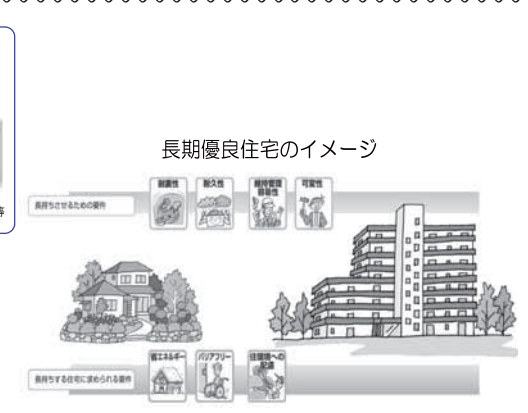 長期優良住宅のイメージ
長持ちさせるための要件
耐震性
耐久性
維持管理
容易性
可変性
等
長持ちする住宅に求められる要件
省エネルギー
バリアフリー
住環境への
配慮